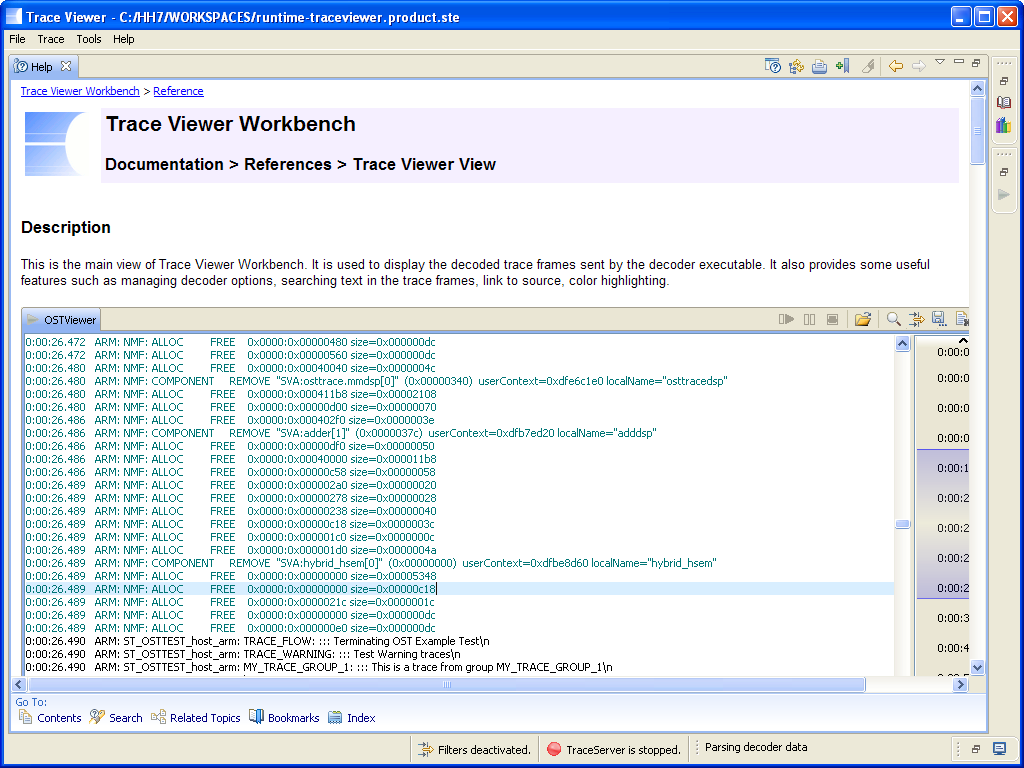 Trace Viewer - C:/HH7/WORKSPACES/runtime-traceviewer.product.ste
File Trace Tools Help
Help
Trace Viewer Workbench > Reference
Trace Viewer Workbench
Documentation > References > Trace Viewer View
Description
This is the main view of Trace Viewer Workbench. It is used to display the decoded trace frames sent by the decoder executable. It also provides some useful
features such as managing decoder options, searching text in the trace frames, link to source, color highlighting.
OSTViewer
0:00:26.472 ARM: NMF: ALLOC FREE 0x0000:0x00000480 size=0x000000dc
0:00:26.472 ARM: NMF: ALLOC FREE 0x0000:0x00000560 size=0x000000dc
0:00:26.480 ARM: NMF: ALLOC FREE 0x0000:0x00040040 size=0x0000004c
0:00:26.480 ARM: NMF: COMPONENT REMOVE "SVA:osttrace.mmdsp[0]" (0x00000340) userContext=0xdfe6c1e0 localName="osttracedsp"
0:00:26.480 ARM: NMF: ALLOC FREE 0x0000:0x000411b8 size=0x00002108
0:00:26.480 ARM: NMF: ALLOC FREE 0x0000:0x00000d00 size=0x00000070
0:00:26.486 ARM: NMF: ALLOC FREE 0x0000:0x000402f0 size=0x0000003e
0:00:26.486 ARM: NMF: COMPONENT REMOVE "SVA:adder[1]" (0x0000037c) userContext=0xdfb7ed20 localName="adddsp"
0:00:26.486 ARM: NMF: ALLOC FREE 0x0000:0x00000df0 size=0x00000050
0:00:26.486 ARM: NMF: ALLOC FREE 0x0000:0x00040000 size=0x000011b8
0:00:26.486 ARM: NMF: ALLOC FREE 0x0000:0x00000c58 size=0x00000058
0:00:26.489 ARM: NMF: ALLOC FREE 0x0000:0x000002a0 size=0x00000020
0:00:26.489 ARM: NMF: ALLOC FREE 0x0000:0x00000278 size=0x00000028
0:00:26.489 ARM: NMF: ALLOC FREE 0x0000:0x00000238 size=0x00000040
0:00:26.489 ARM: NMF: ALLOC FREE 0x0000:0x00000c18 size=0x0000003c
0:00:26.489 ARM: NMF: ALLOC FREE 0x0000:0x000001c0 size=0x0000000c
0:00:26.489 ARM: NMF: ALLOC FREE 0x0000:0x000001d0 size=0x0000004a
0:00:26.489 ARM: NMF: COMPONENT REMOVE "SVA:hybrid_hsem[0]" (0x00000000) userContext=0xdfbe8d60 localName="hybrid_hsem"
0:00:26.489 ARM: NMF: ALLOC FREE 0x0000:0x00000000 size=0x00005348
0:00:26.489 ARM: NMF: ALLOC FREE 0x0000:0x00000000 size=0x00000c18
0:00:26.489 ARM: NMF: ALLOC FREE 0x0000:0x0000021c size=0x0000001c
0:00:26.489 ARM: NMF: ALLOC FREE 0x0000:0x00000000 size=0x000000dc
0:00:26.489 ARM: NMF: ALLOC FREE 0x0000:0x000000e0 size=0x000000dc
0:00:26.490 ARM: ST_OSTTEST_host_arm: TRACE_FLOW: ::: Terminating OST Example Test\n
0:00:26.490 ARM: ST_OSTTEST_host_arm: TRACE_WARNING: ::: Test Warning traces\n
0:00:26.490 ARM: ST_OSTTEST_host_arm: MY_TRACE_GROUP_1: ::: This is a trace from group MY_TRACE_GROUP_1\n
0:00:0
0:00:0
0:00:0
0:00:0
0:00:1
0:00:2
0:00:2
0:00:2
0:00:2
0:00:3
0:00:4
Go To:
Contents Search Related Topics Bookmarks Index
Filters deactivated. TraceServer is stopped. Parsing decoder data